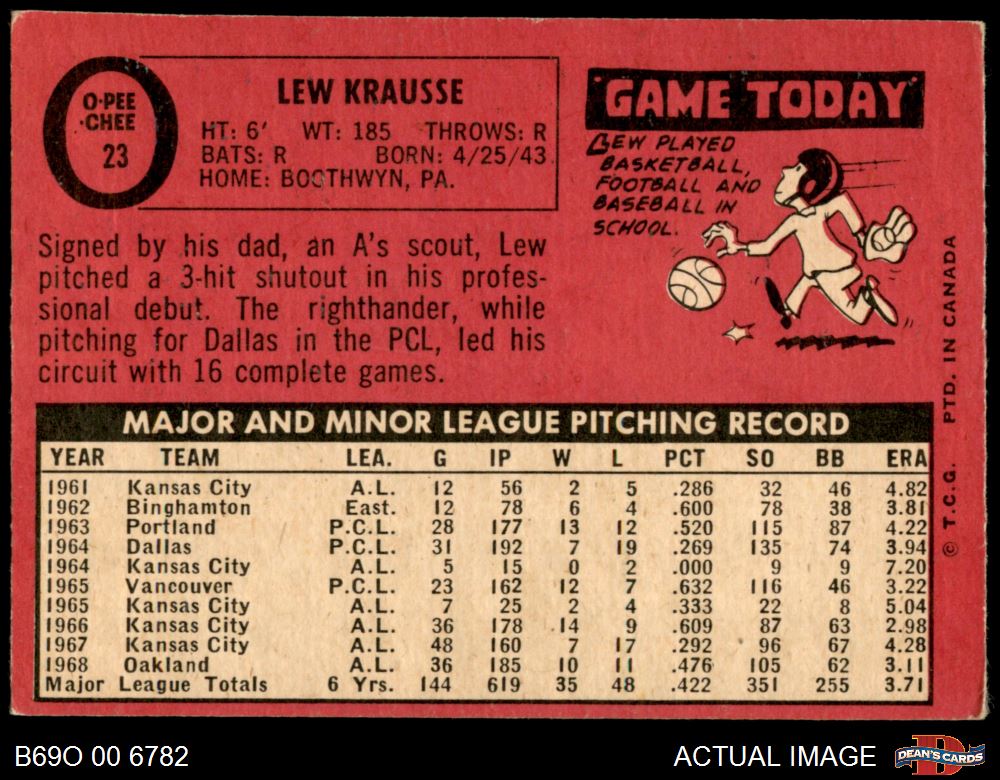 O-PEE
-CHEE
23
LEW KRAUSSE
HT: 6' WT: 185 THROWS: R
BATS: R BORN: 4/25/43
HOME: BOOTHWYN, PA.
"GAME TODAY"
LEW PLAYED
BASKETBALL,
FOOTBALL AND
BASEBALL IN
SCHOOL.
Signed by his dad, an A's scout, Lew
pitched a 3-hit shutout in his profes-
sional debut. The righthander, while
pitching for Dallas in the PCL, led his
circuit with 16 complete games.
MAJOR AND MINOR LEAGUE PITCHING RECORD
YEAR TEAM LEA. G IP W L PCT SO BB ERA
1961 Kansas City A.L. 12 56 2 5 .286 32 46 4.82
1962 Binghamton East. 12 78 6 4 .600 78 38 3.81
1963 Portland P.C.L. 28 177 13 12 .520 115 87 4.22
1964 Dallas P.C.L. 31 192 7 19 .269 135 74 3.94
1964 Kansas City A.L. 5 15 0 2 .000 9 9 7.20
1965 Vancouver P.C.L. 23 162 12 7 .632 116 46 3.22
1965 Kansas City A.L. 7 25 2 4 .333 22 8 5.04
1966 Kansas City A.L. 36 178 14 9 .609 87 63 2.98
1967 Kansas City A.L. 48 160 7 17 .292 96 67 4.28
1968 Oakland A.L. 36 185 10 11 .476 105 62 3.11
Major League Totals 6 Yrs. 144 619 35 48 .422 351 255 3.71
© T.C.G. PTD. IN CANADA
B69O 00 6782
ACTUAL IMAGE
DEAN'S CARDS